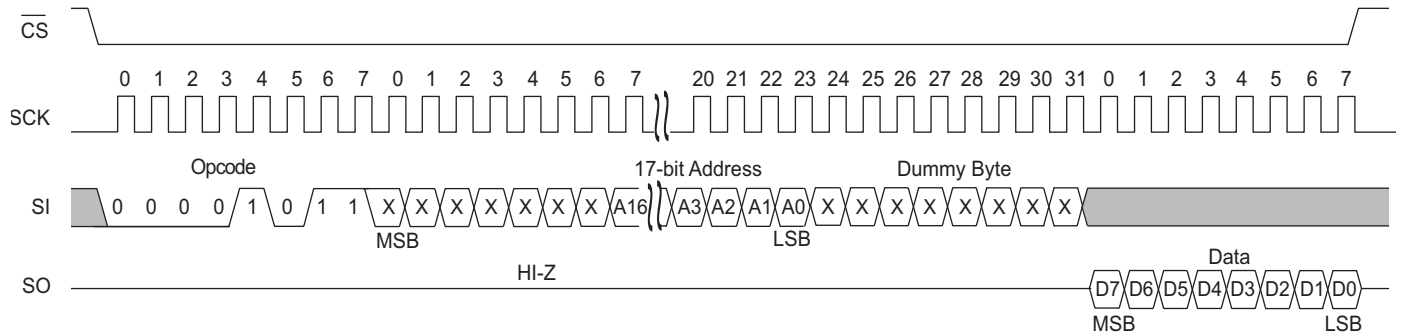 CS
0 1 2 3 4 5 6 7 0 1 2 3 4 5 6 7 20 21 22 23 24 25 26 27 28 29 30 31 0 1 2 3 4 5 6 7
SCK
Opcode 17-bit Address Dummy Byte
SI 0 0 0 0 1 0 1 1 X X X X X X X A16 A3 A2 A1 A0 X X X X X X X X
MSB LSB
HI-Z Data
SO D7 D6 D5 D4 D3 D2 D1 D0
MSB LSB